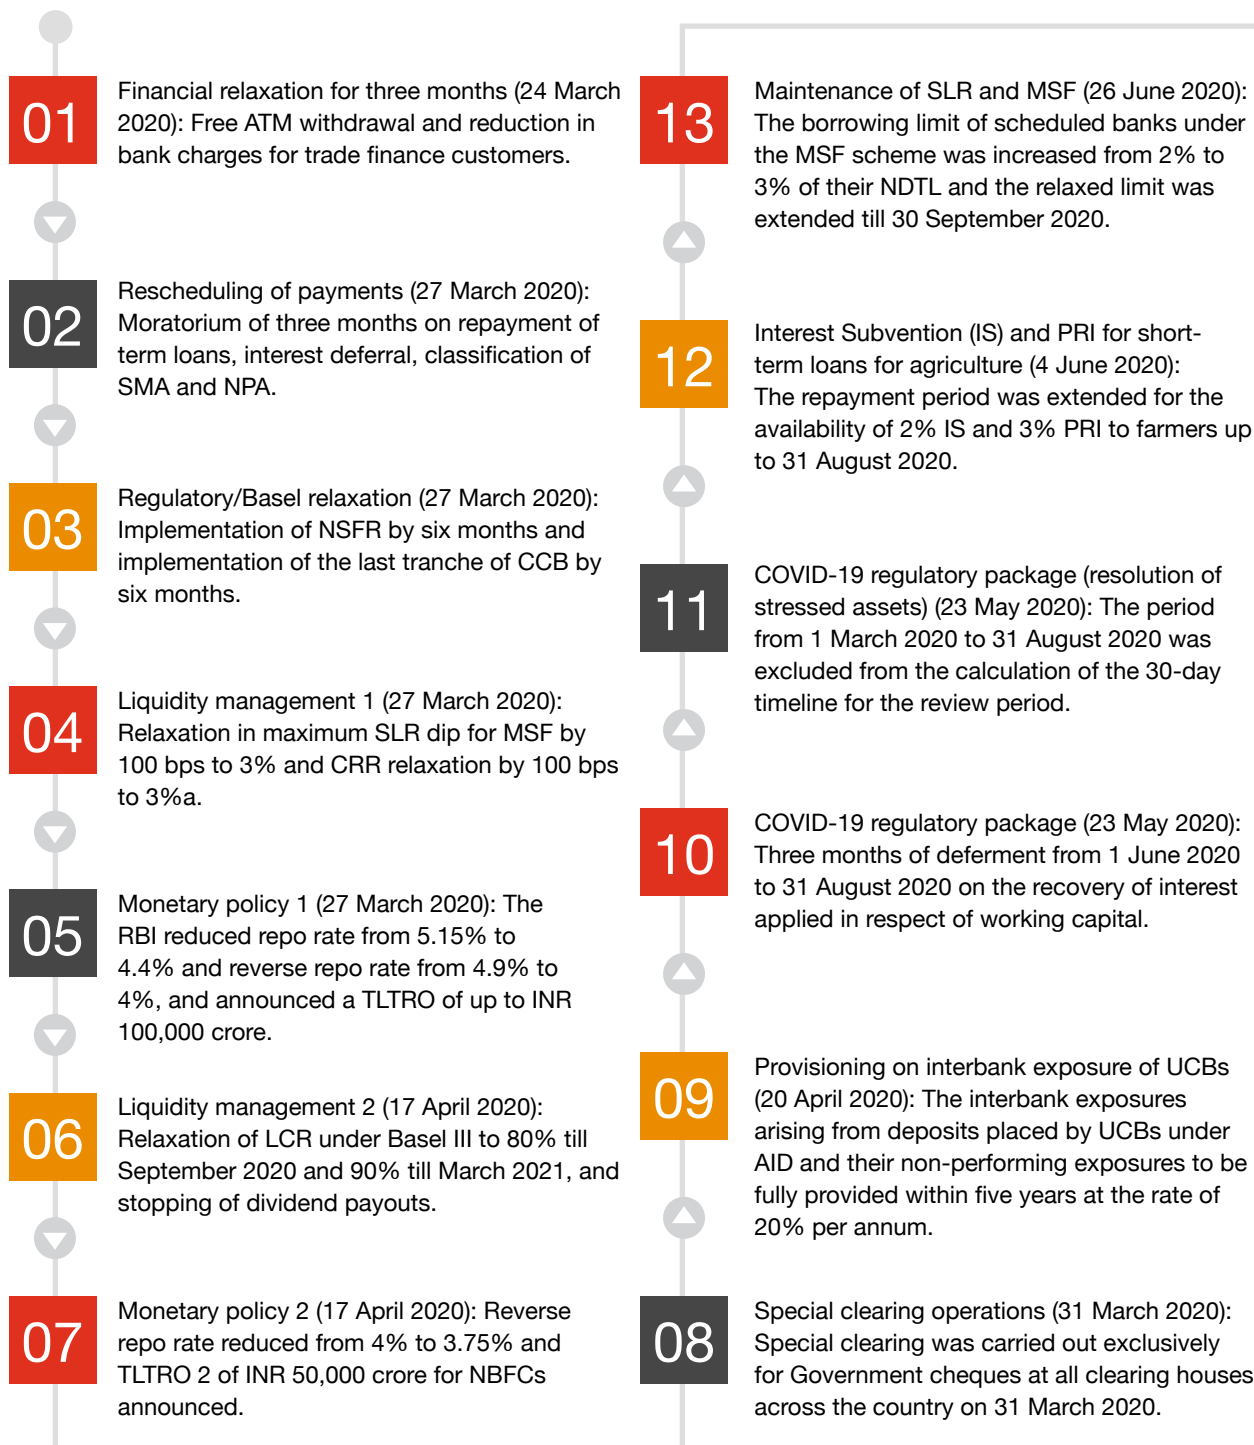 01
Financial relaxation for three months (24 March
2020): Free ATM withdrawal and reduction in
bank charges for trade finance customers.
02
Rescheduling of payments (27 March 2020):
Moratorium of three months on repayment of
term loans, interest deferral, classification of
SMA and NPA.
03
Regulatory/Basel relaxation (27 March 2020):
Implementation of NSFR by six months and
implementation of the last tranche of CCB by
six months.
04
Liquidity management 1 (27 March 2020):
Relaxation in maximum SLR dip for MSF by
100 bps to 3% and CRR relaxation by 100 bps
to 3%a.
05
Monetary policy 1 (27 March 2020): The
RBI reduced repo rate from 5.15% to
4.4% and reverse repo rate from 4.9% to
4%, and announced a TLTRO of up to INR
100,000 crore.
06
Liquidity management 2 (17 April 2020):
Relaxation of LCR under Basel III to 80% till
September 2020 and 90% till March 2021, and
stopping of dividend payouts.
07
Monetary policy 2 (17 April 2020): Reverse
repo rate reduced from 4% to 3.75% and
TLTRO 2 of INR 50,000 crore for NBFCs
announced.
08
Special clearing operations (31 March 2020):
Special clearing was carried out exclusively
for Government cheques at all clearing houses
across the country on 31 March 2020.
09
Provisioning on interbank exposure of UCBs
(20 April 2020): The interbank exposures
arising from deposits placed by UCBs under
AID and their non-performing exposures to be
fully provided within five years at the rate of
20% per annum.
10
COVID-19 regulatory package (23 May 2020):
Three months of deferment from 1 June 2020
to 31 August 2020 on the recovery of interest
applied in respect of working capital.
11
COVID-19 regulatory package (resolution of
stressed assets) (23 May 2020): The period
from 1 March 2020 to 31 August 2020 was
excluded from the calculation of the 30-day
timeline for the review period.
12
Interest Subvention (IS) and PRI for short-
term loans for agriculture (4 June 2020):
The repayment period was extended for the
availability of 2% IS and 3% PRI to farmers up
to 31 August 2020.
13
Maintenance of SLR and MSF (26 June 2020):
The borrowing limit of scheduled banks under
the MSF scheme was increased from 2% to
3% of their NDTL and the relaxed limit was
extended till 30 September 2020.